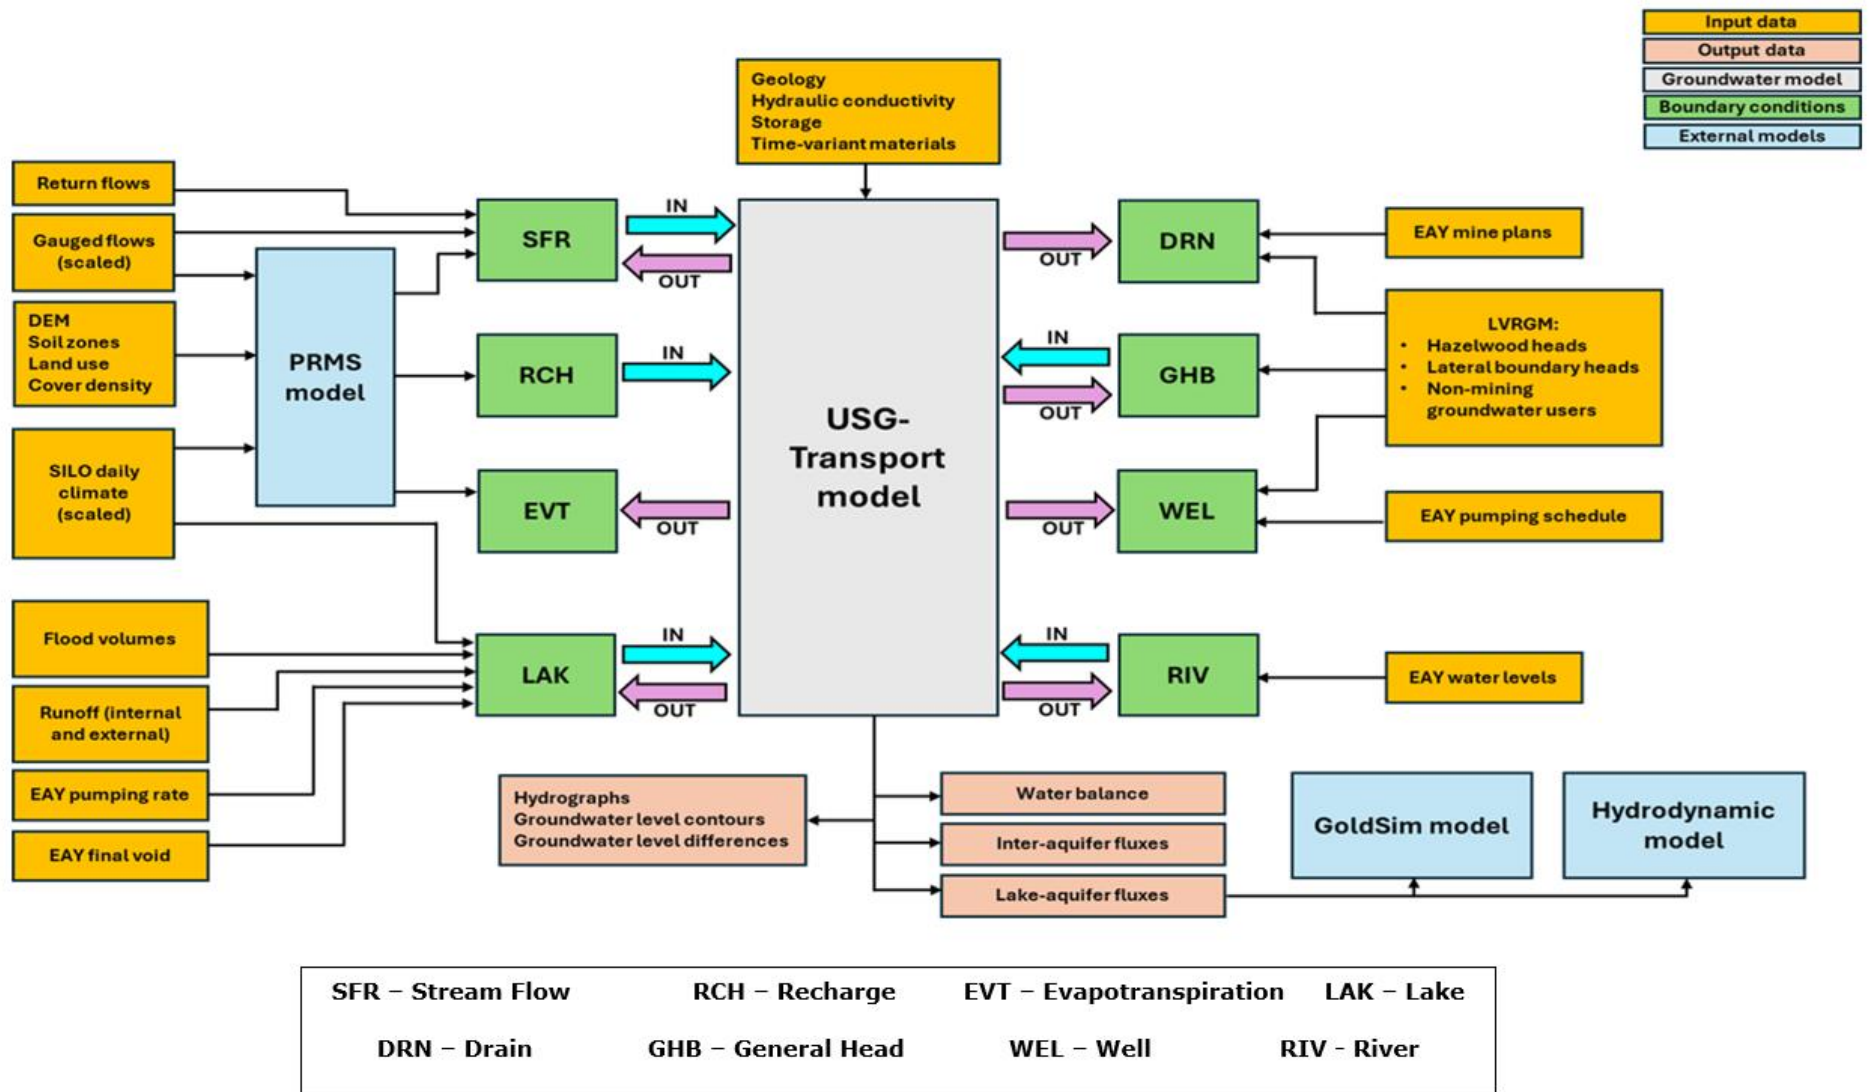 Input data
Output data
Groundwater model
Boundary conditions
External models
Geology
Hydraulic conductivity
Storage
Time-variant materials
Return flows
Gauged flows
(scaled)
DEM
Soil zones
Land use
Cover density
SILO daily
climate
(scaled)
PRMS
model
Flood volumes
Runoff (internal
and external)
EAY pumping rate
EAY final void
SFR
IN
OUT
RCH
IN
EVT
OUT
LAK
IN
OUT
USG-
Transport
model
OUT
DRN
IN
OUT
GHB
OUT
WEL
IN
OUT
RIV
EAY mine plans
LVRGM:
• Hazelwood heads
• Lateral boundary heads
• Non-mining
groundwater users
EAY pumping schedule
EAY water levels
Hydrographs
Groundwater level contours
Groundwater level differences
Water balance
Inter-aquifer fluxes
Lake-aquifer fluxes
GoldSim model
Hydrodynamic
model
SFR – Stream Flow RCH – Recharge EVT – Evapotranspiration LAK – Lake
DRN – Drain GHB – General Head WEL – Well RIV - River